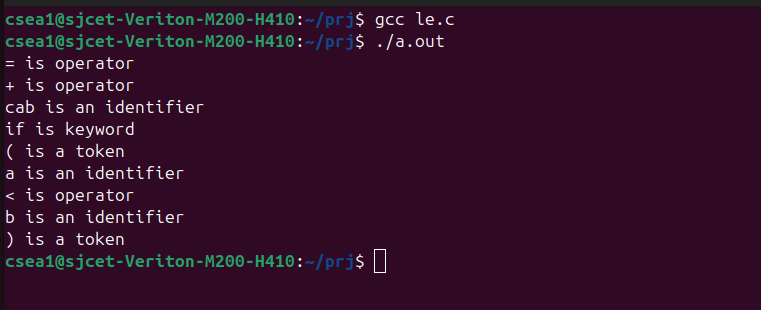 csea1@sjcet-Veriton-M200-H410:~/prj$ gcc le.c
csea1@sjcet-Veriton-M200-H410:~/prj$ ./a.out
= is operator
+ is operator
cab is an identifier
if is keyword
( is a token
a is an identifier
< is operator
b is an identifier
) is a token
csea1@sjcet-Veriton-M200-H410:~/prj$